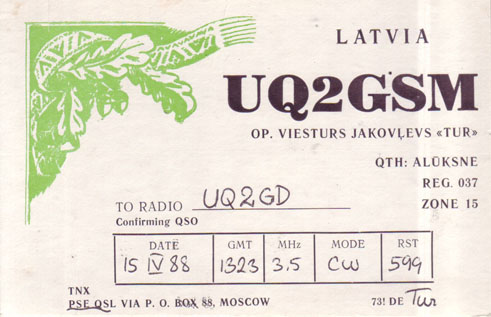 LATVIA
UQ2GSM
OP. VIESTURS JAKOVĻEVS «TUR»
QTH: ALŪKSNE
REG. 037
ZONE 15
TO RADIO UQ2GD
Confirming QSO
DATE GMT MHz MODE RST
15 IV 88 1323 3.5 CW 599
TNX
PSE QSL VIA P. O. BOX 88, MOSCOW 73! DE Tur